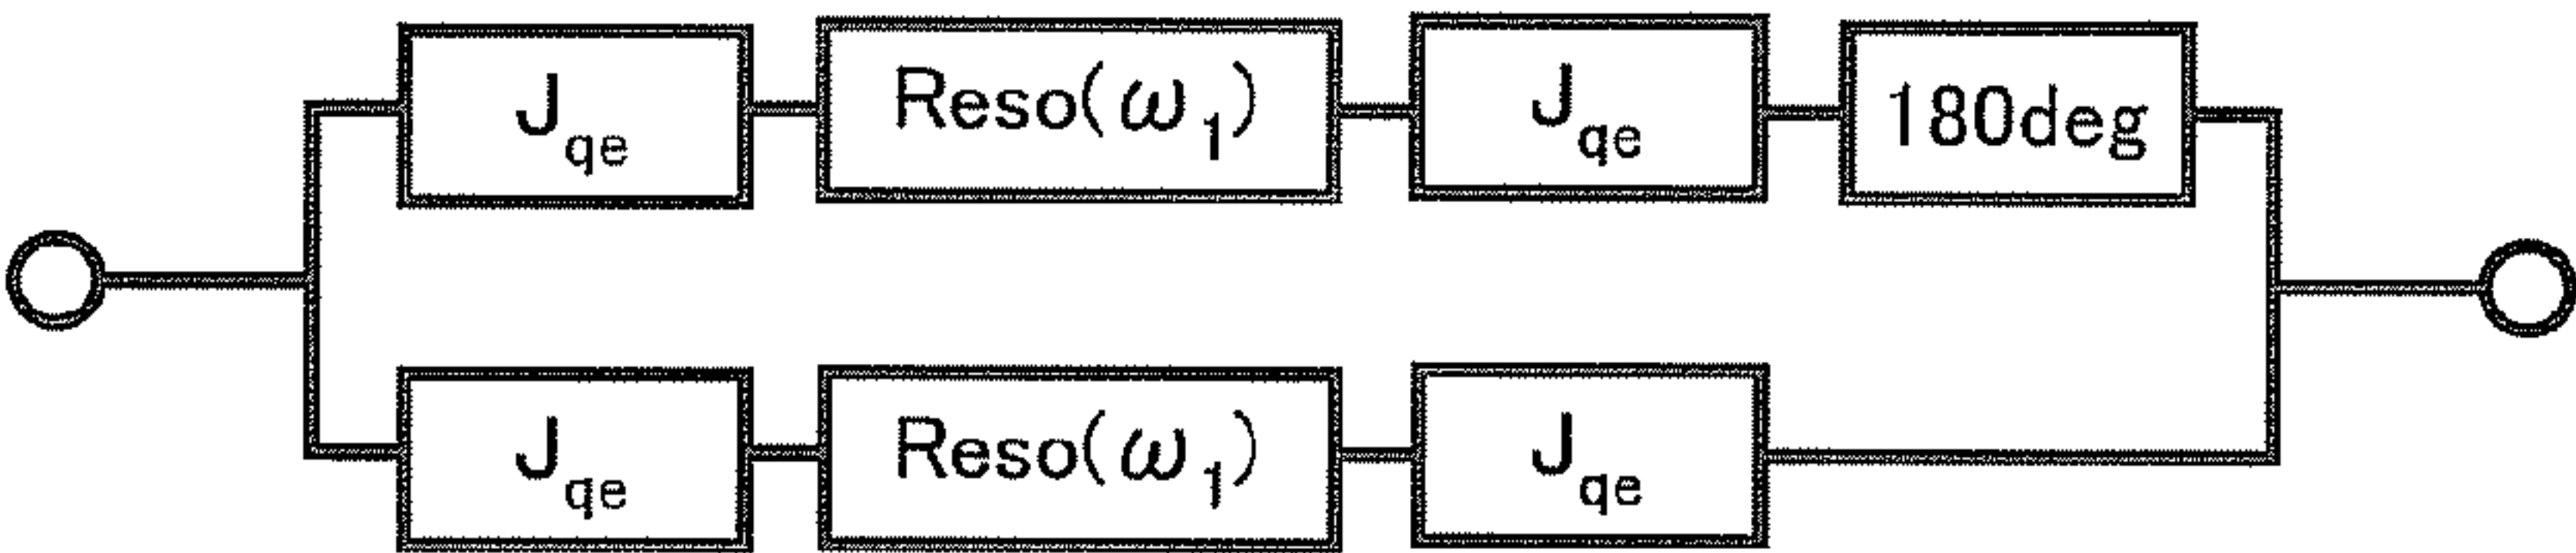 J_qe Reso(ω_1) J_qe 180deg
J_qe Reso(ω_1) J_qe